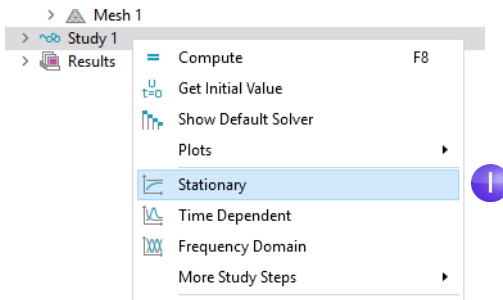 Mesh 1
Study 1
Results
Compute F8
Get Initial Value
Show Default Solver
Plots
Stationary
Time Dependent
Frequency Domain
More Study Steps